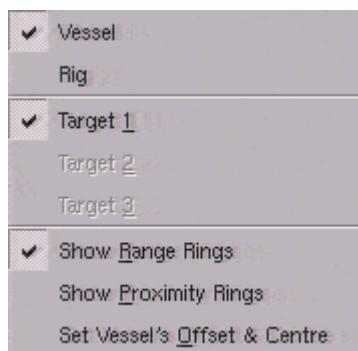 Vessel
Rig
Target 1
Target 2
Target 3
Show Range Rings
Show Proximity Rings
Set Vessel's Offset & Centre